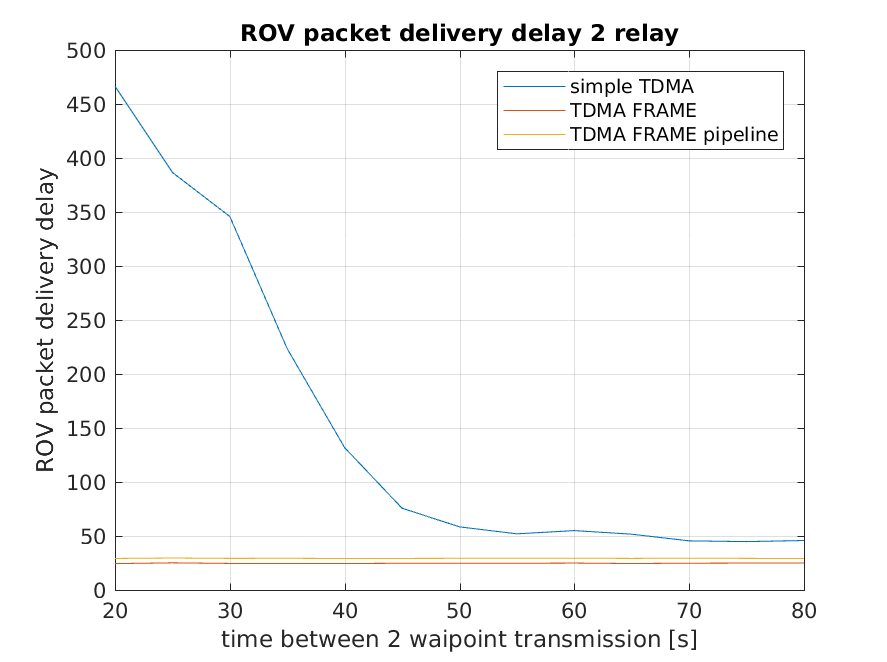 ROV packet delivery delay 2 relay
simple TDMA
TDMA FRAME
TDMA FRAME pipeline
ROV packet delivery delay
500
450
400
350
300
250
200
150
100
50
0
20 30 40 50 60 70 80
time between 2 waipoint transmission [s]